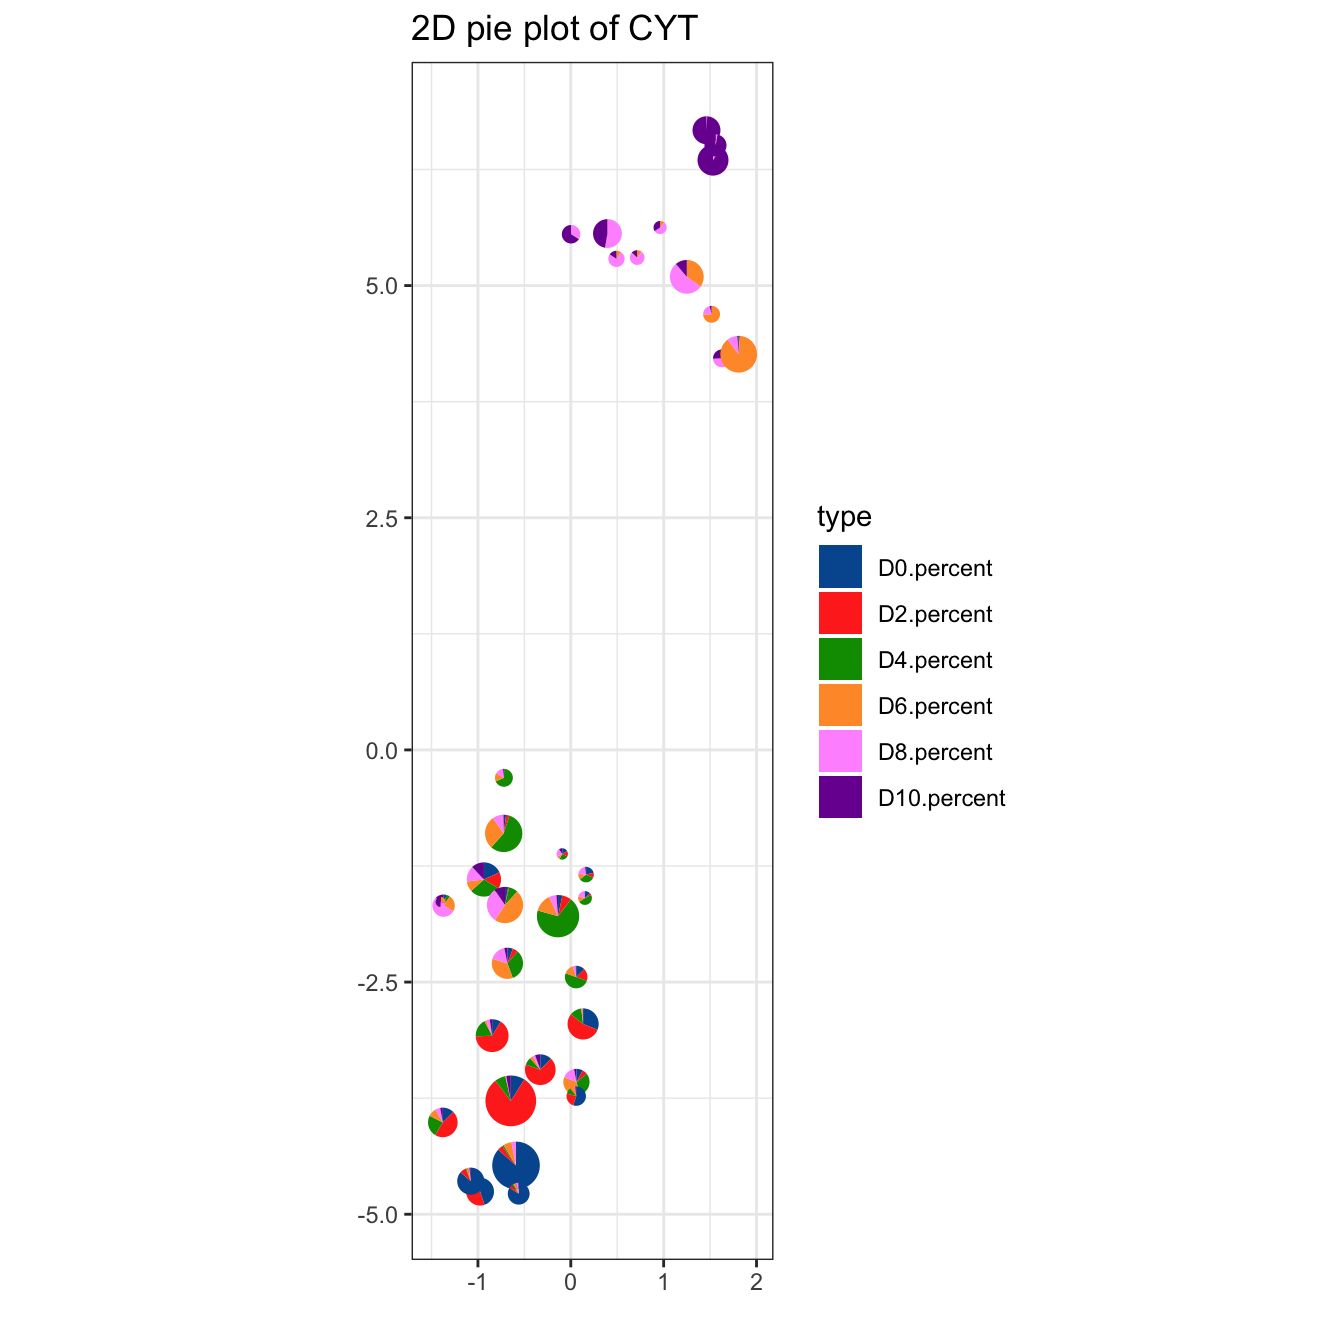 2D pie plot of CYT
5.0
2.5
0.0
-2.5
-5.0
-1 0 1 2
type
D0.percent
D2.percent
D4.percent
D6.percent
D8.percent
D10.percent